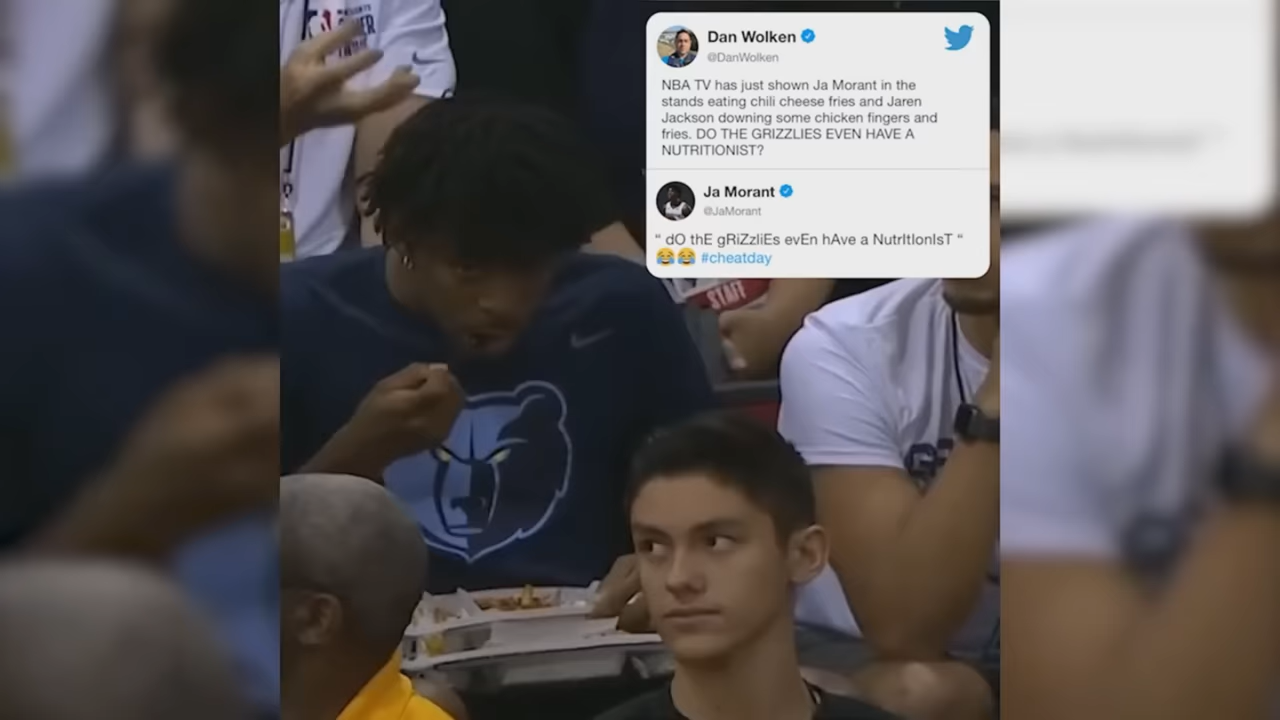 Dan Wolken
@DanWolken
NBA TV has just shown Ja Morant in the
stands eating chili cheese fries and Jaren
Jackson downing some chicken fingers and
fries. DO THE GRIZZLIES EVEN HAVE A
NUTRITIONIST?
Ja Morant
@JaMorant
“ dO thE gRiZzliEs evEn hAve a NutrItIonIsT “
😂😂 #cheatday
STAFF